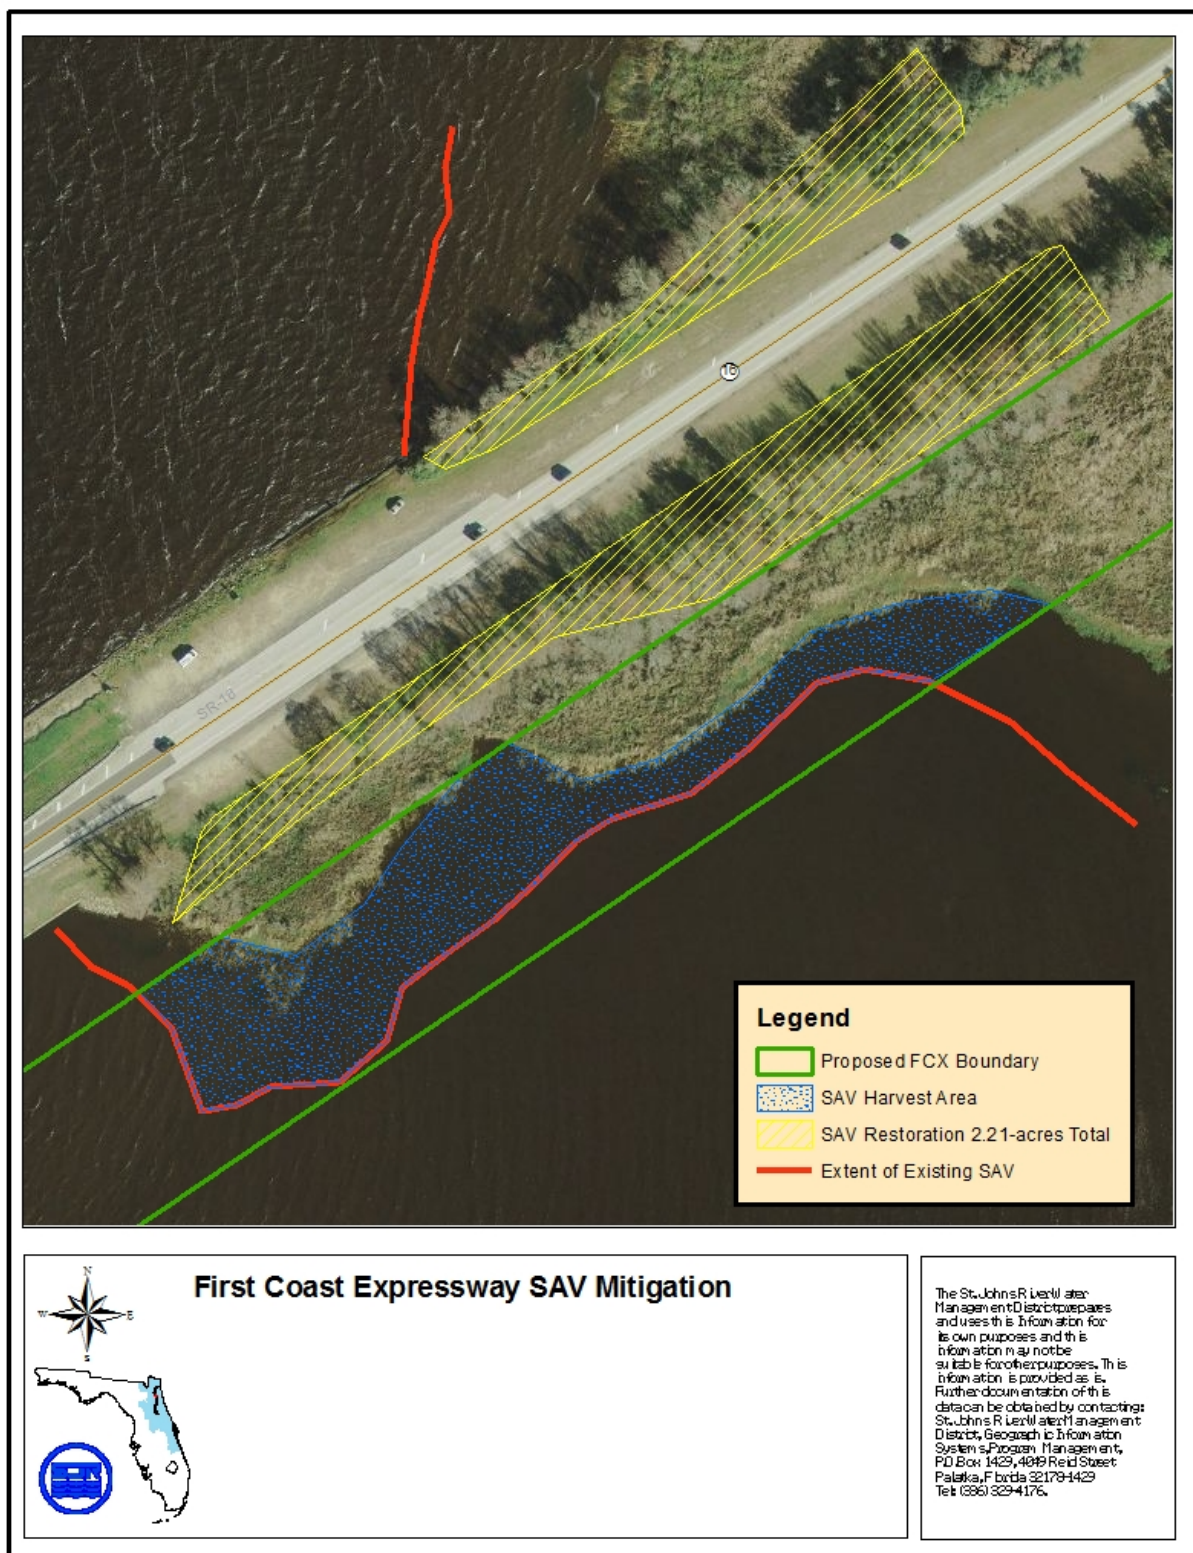 16
SR-16
Legend
Proposed FCX Boundary
SAV Harvest Area
SAV Restoration 2.21-acres Total
Extent of Existing SAV
N
W
E
S
First Coast Expressway SAV Mitigation
The St. Johns River Water
Management District prepares
and uses this information for
its own purposes and this
information may not be
suitable for other purposes. This
information is provided as is.
Further documentation of this
data can be obtained by contacting:
St. Johns River Water Management
District, Geographic Information
Systems, Program Management,
P.O.Box 1429, 4049 Reid Street
Palatka, Florida 32178-1429
Tel: (386) 329-4176.